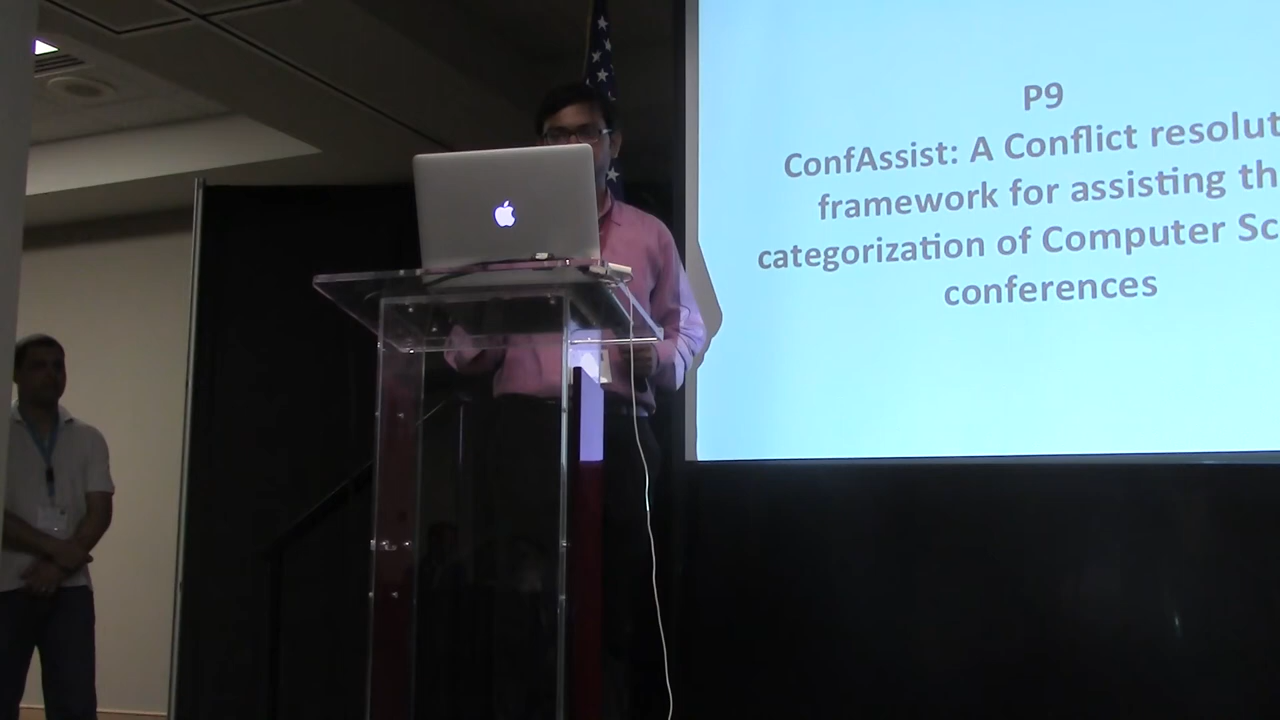 P9
ConfAssist: A Conflict resolut
framework for assisting th
categorization of Computer Sc
conferences